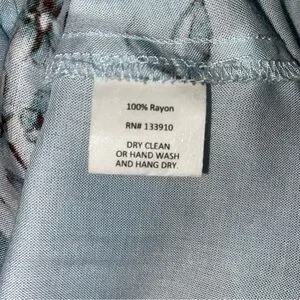 100% Rayon
RN# 133910
DRY CLEAN
OR HAND WASH
AND HANG DRY.